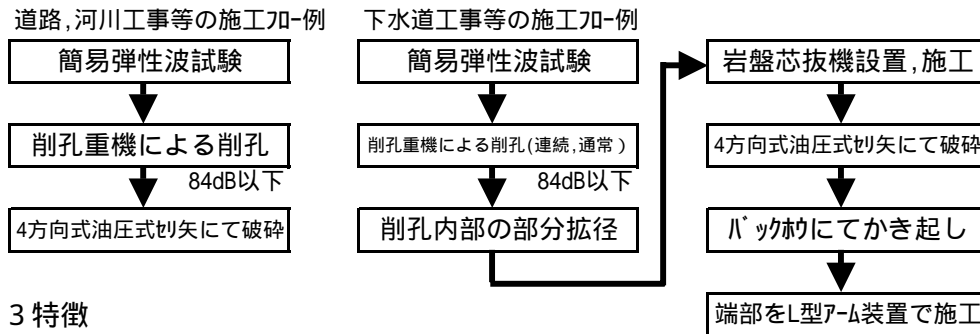 道路,河川工事等の施工ﾌﾛｰ例
簡易弾性波試験
削孔重機による削孔
84dB以下
4方向式油圧式ｾﾘ矢にて破砕
下水道工事等の施工ﾌﾛｰ例
簡易弾性波試験
削孔重機による削孔(連続,通常)
84dB以下
削孔内部の部分拡径
岩盤芯抜機設置,施工
4方向式油圧式ｾﾘ矢にて破砕
ﾊﾞｯｸﾎｳにてかき起し
端部をL型ｱｰﾑ装置で施工
3 特徴